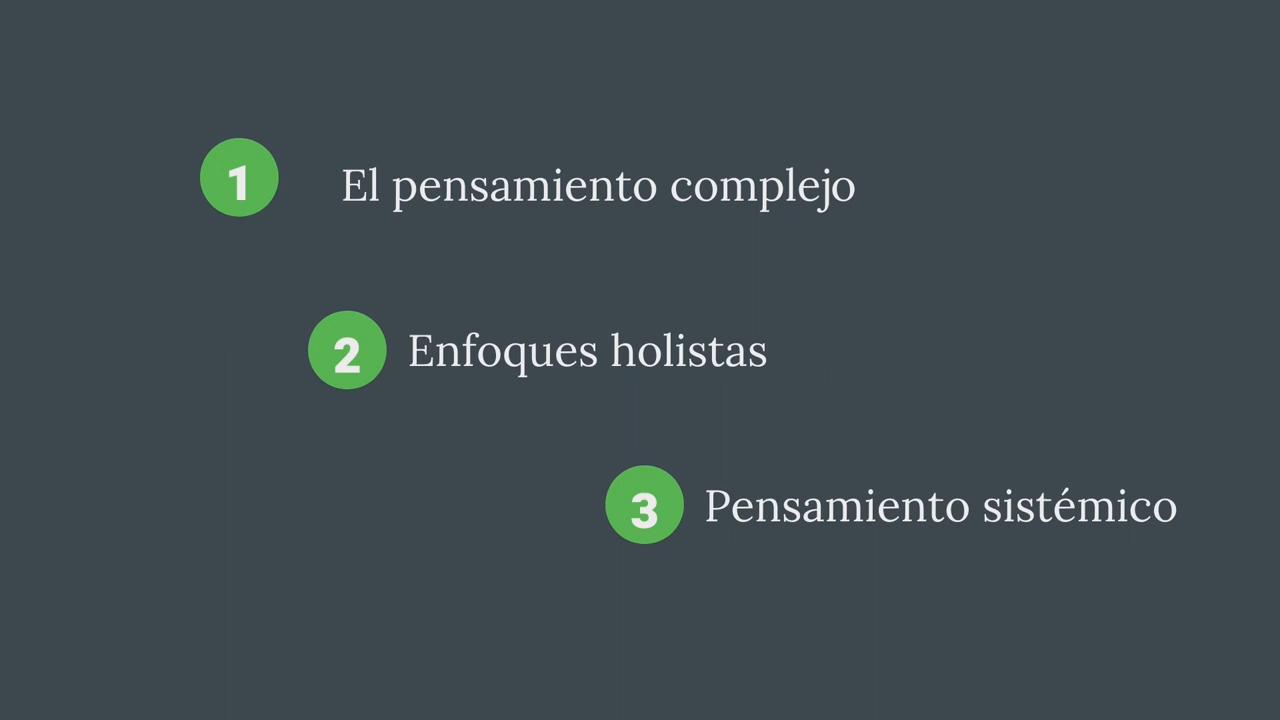 1 El pensamiento complejo
2 Enfoques holistas
3 Pensamiento sistémico